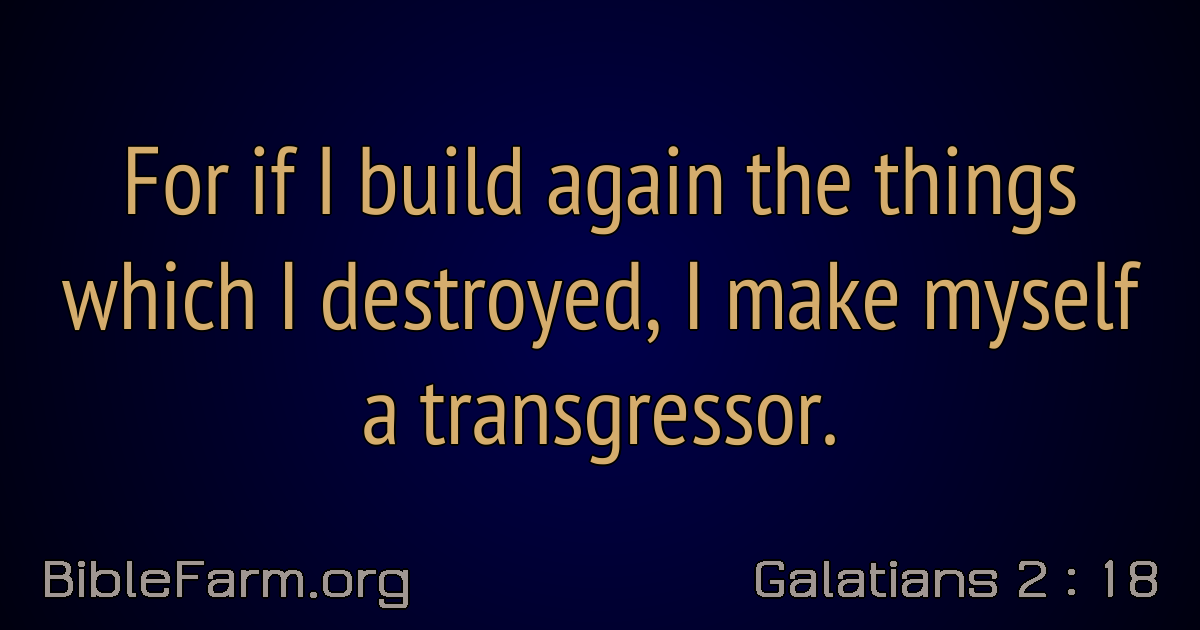 For if I build again the things
which I destroyed, I make myself
a transgressor.
BibleFarm.org
Galatians 2 : 18